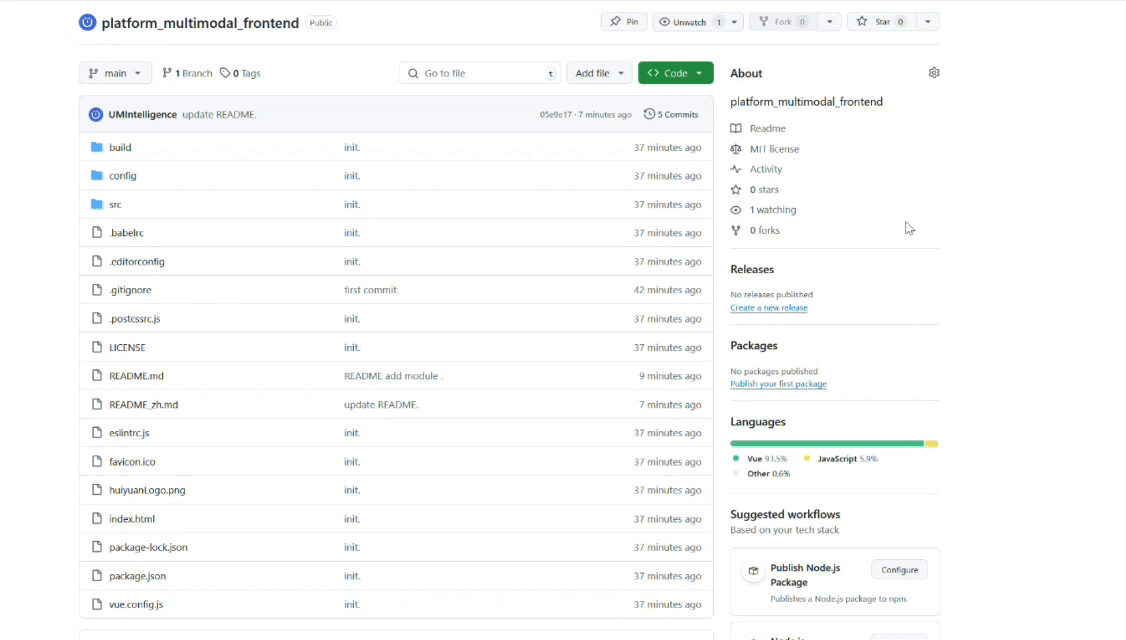 platform_multimodal_frontend Public Pin Unwatch 1 Fork 0 Star 0
main 1 Branch 0 Tags Go to file t Add file Code
UMIntelligence update README. 05e9e17 · 7 minutes ago 5 Commits
build init. 37 minutes ago
config init. 37 minutes ago
src init. 37 minutes ago
.babelrc init. 37 minutes ago
.editorconfig init. 37 minutes ago
.gitignore first commit. 42 minutes ago
.postcssrc.js init. 37 minutes ago
LICENSE init. 37 minutes ago
README.md README add module . 9 minutes ago
README_zh.md update README. 7 minutes ago
eslintrc.js init. 37 minutes ago
favicon.ico init. 37 minutes ago
huiyuanLogo.png init. 37 minutes ago
index.html init. 37 minutes ago
package-lock.json init. 37 minutes ago
package.json init. 37 minutes ago
vue.config.js init. 37 minutes ago
About
platform_multimodal_frontend
Readme
MIT license
Activity
0 stars
1 watching
0 forks
Releases
No releases published
Create a new release
Packages
No packages published
Publish your first package
Languages
Vue 93.5% JavaScript 5.9%
Other 0.6%
Suggested workflows
Based on your tech stack
Publish Node.js Configure
Package
Publishes a Node.js package to npm.